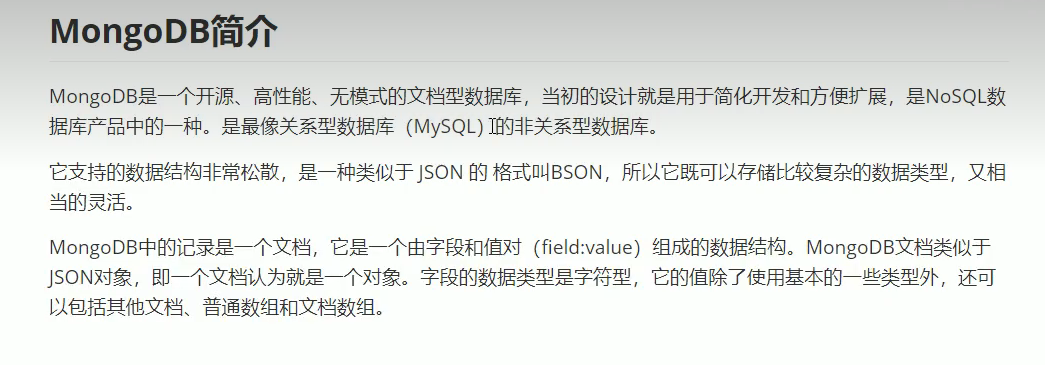 MongoDB简介
MongoDB是一个开源、高性能、无模式的文档型数据库，当初的设计就是用于简化开发和方便扩展，是NoSQL数
据库产品中的一种。是最像关系型数据库（MySQL）的非关系型数据库。
它支持的数据结构非常松散，是一种类似于 JSON 的 格式叫BSON，所以它既可以存储比较复杂的数据类型，又相
当的灵活。
MongoDB中的记录是一个文档，它是一个由字段和值对（field:value）组成的数据结构。MongoDB文档类似于
JSON对象，即一个文档认为就是一个对象。字段的数据类型是字符型，它的值除了使用基本的一些类型外，还可
以包括其他文档、普通数组和文档数组。